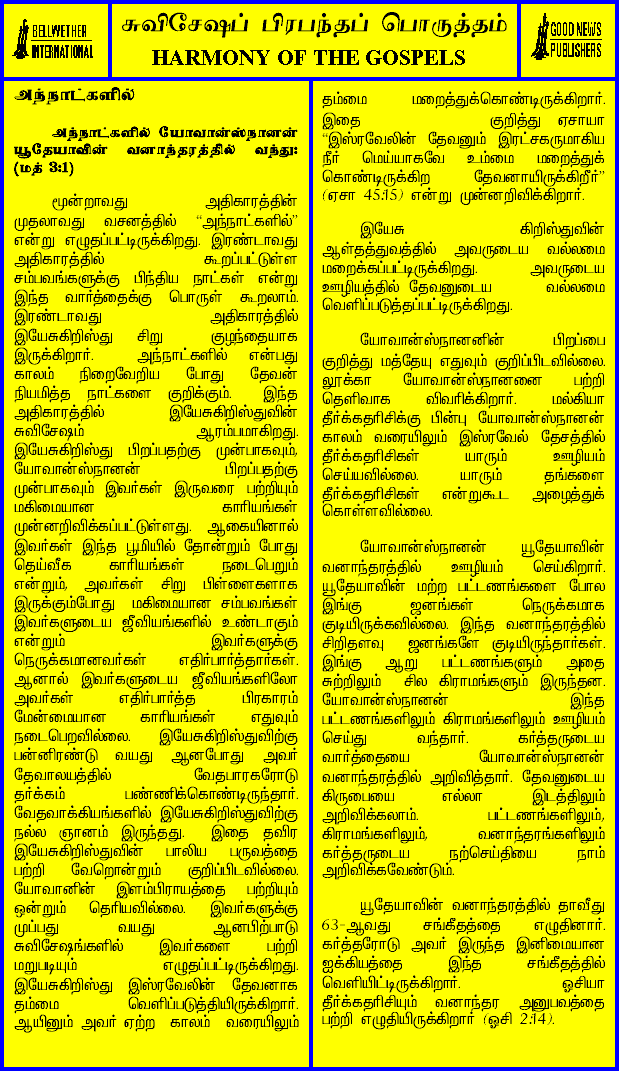 BELLWETHER
INTERNATIONAL
சுவிசேஷப் பிரபந்தப் பொருத்தம்
HARMONY OF THE GOSPELS
GOOD NEWS
PUBLISHERS
அந்நாட்களில்
அந்நாட்களில் யோவான்ஸ்நானன்
யூதேயாவின் வனாந்தரத்தில் வந்து:
(மத் 3:1)
மூன்றாவது அதிகாரத்தின்
முதலாவது வசனத்தில் “அந்நாட்களில்”
என்று எழுதப்பட்டிருக்கிறது. இரண்டாவது
அதிகாரத்தில் கூறப்பட்டுள்ள
சம்பவங்களுக்கு பிந்திய நாட்கள் என்று
இந்த வார்த்தைக்கு பொருள் கூறலாம்.
இரண்டாவது அதிகாரத்தில்
இயேசுகிறிஸ்து சிறு குழந்தையாக
இருக்கிறார். அந்நாட்களில் என்பது
காலம் நிறைவேறிய போது தேவன்
நியமித்த நாட்களை குறிக்கும். இந்த
அதிகாரத்தில் இயேசுகிறிஸ்துவின்
சுவிசேஷம் ஆரம்பமாகிறது.
இயேசுகிறிஸ்து பிறப்பதற்கு முன்பாகவும்,
யோவான்ஸ்நானன் பிறப்பதற்கு
முன்பாகவும் இவர்கள் இருவரை பற்றியும்
மகிமையான காரியங்கள்
முன்னறிவிக்கப்பட்டுள்ளது. ஆகையினால்
இவர்கள் இந்த பூமியில் தோன்றும் போது
தெய்வீக காரியங்கள் நடைபெறும்
என்றும், அவர்கள் சிறு பிள்ளைகளாக
இருக்கும்போது மகிமையான சம்பவங்கள்
இவர்களுடைய ஜீவியங்களில் உண்டாகும்
என்றும் இவர்களுக்கு
நெருக்கமானவர்கள் எதிர்பார்த்தார்கள்.
ஆனால் இவர்களுடைய ஜீவியங்களிலோ
அவர்கள் எதிர்பார்த்த பிரகாரம்
மேன்மையான காரியங்கள் எதுவும்
நடைபெறவில்லை. இயேசுகிறிஸ்துவிற்கு
பன்னிரண்டு வயது ஆனபோது அவர்
தேவாலயத்தில் வேதபாரகரோடு
தர்க்கம் பண்ணிக்கொண்டிருந்தார்.
வேதவாக்கியங்களில் இயேசுகிறிஸ்துவிற்கு
நல்ல ஞானம் இருந்தது. இதை தவிர
இயேசுகிறிஸ்துவின் பாலிய பருவத்தை
பற்றி வேறொன்றும் குறிப்பிடவில்லை.
யோவானின் இளம்பிராயத்தை பற்றியும்
ஒன்றும் தெரியவில்லை. இவர்களுக்கு
முப்பது வயது ஆனபிற்பாடு
சுவிசேஷங்களில் இவர்களை பற்றி
மறுபடியும் எழுதப்பட்டிருக்கிறது.
இயேசுகிறிஸ்து இஸ்ரவேலின் தேவனாக
தம்மை வெளிப்படுத்தியிருக்கிறார்.
ஆயினும் அவர் ஏற்ற காலம் வரையிலும்
தம்மை மறைத்துக்கொண்டிருக்கிறார்.
இதை குறித்து ஏசாயா
“இஸ்ரவேலின் தேவனும் இரட்சகருமாகிய
நீர் மெய்யாகவே உம்மை மறைத்துக்
கொண்டிருக்கிற தேவனாயிருக்கிறீர்”
(ஏசா 45:15) என்று முன்னறிவிக்கிறார்.
இயேசு கிறிஸ்துவின்
ஆள்தத்துவத்தில் அவருடைய வல்லமை
மறைக்கப்பட்டிருக்கிறது. அவருடைய
ஊழியத்தில் தேவனுடைய வல்லமை
வெளிப்படுத்தப்பட்டிருக்கிறது.
யோவான்ஸ்நானனின் பிறப்பை
குறித்து மத்தேயு எதுவும் குறிப்பிடவில்லை.
லூக்கா யோவான்ஸ்நானனை பற்றி
தெளிவாக விவரிக்கிறார். மல்கியா
தீர்க்கதரிசிக்கு பின்பு யோவான்ஸ்நானன்
காலம் வரையிலும் இஸ்ரவேல் தேசத்தில்
தீர்க்கதரிசிகள் யாரும் ஊழியம்
செய்யவில்லை. யாரும் தங்களை
தீர்க்கதரிசிகள் என்றுகூட அழைத்துக்
கொள்ளவில்லை.
யோவான்ஸ்நானன் யூதேயாவின்
வனாந்தரத்தில் ஊழியம் செய்கிறார்.
யூதேயாவின் மற்ற பட்டணங்களை போல
இங்கு ஜனங்கள் நெருக்கமாக
குடியிருக்கவில்லை. இந்த வனாந்தரத்தில்
சிறிதளவு ஜனங்களே குடியிருந்தார்கள்.
இங்கு ஆறு பட்டணங்களும் அதை
சுற்றிலும் சில கிராமங்களும் இருந்தன.
யோவான்ஸ்நானன் இந்த
பட்டணங்களிலும் கிராமங்களிலும் ஊழியம்
செய்து வந்தார். கர்த்தருடைய
வார்த்தையை யோவான்ஸ்நானன்
வனாந்தரத்தில் அறிவித்தார். தேவனுடைய
கிருபையை எல்லா இடத்திலும்
அறிவிக்கலாம். பட்டணங்களிலும்,
கிராமங்களிலும், வனாந்தரங்களிலும்
கர்த்தருடைய நற்செய்தியை நாம்
அறிவிக்கவேண்டும்.
யூதேயாவின் வனாந்தரத்தில் தாவீது
63-ஆவது சங்கீதத்தை எழுதினார்.
கர்த்தரோடு அவர் இருந்த இனிமையான
ஐக்கியத்தை இந்த சங்கீதத்தில்
வெளியிட்டிருக்கிறார். ஓசியா
தீர்க்கதரிசியும் வனாந்தர அனுபவத்தை
பற்றி எழுதியிருக்கிறார் (ஓசி 2:14).